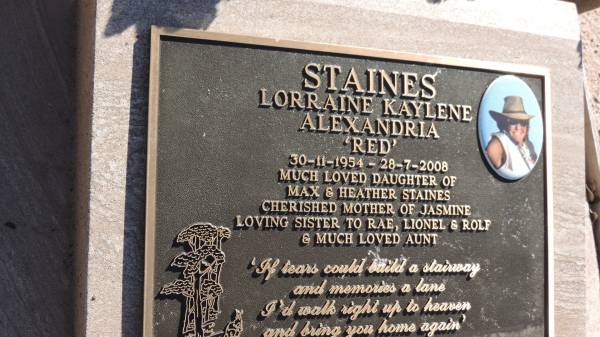 STAINES
LORRAINE KAYLENE
ALEXANDRIA
'RED'
30-11-1954 - 28-7-2008
MUCH LOVED DAUGHTER OF
MAX & HEATHER STAINES
CHERISHED MOTHER OF JASMINE
LOVING SISTER TO RAE, LIONEL & ROLF
& MUCH LOVED AUNT
'If tears could build a stairway
and memories a lane
I'd walk right up to heaven
and bring you home again'